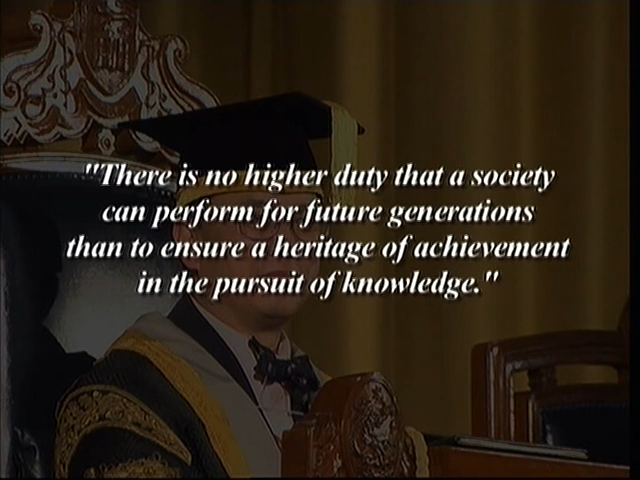 "There is no higher duty that a society
can perform for future generations
than to ensure a heritage of achievement
in the pursuit of knowledge."